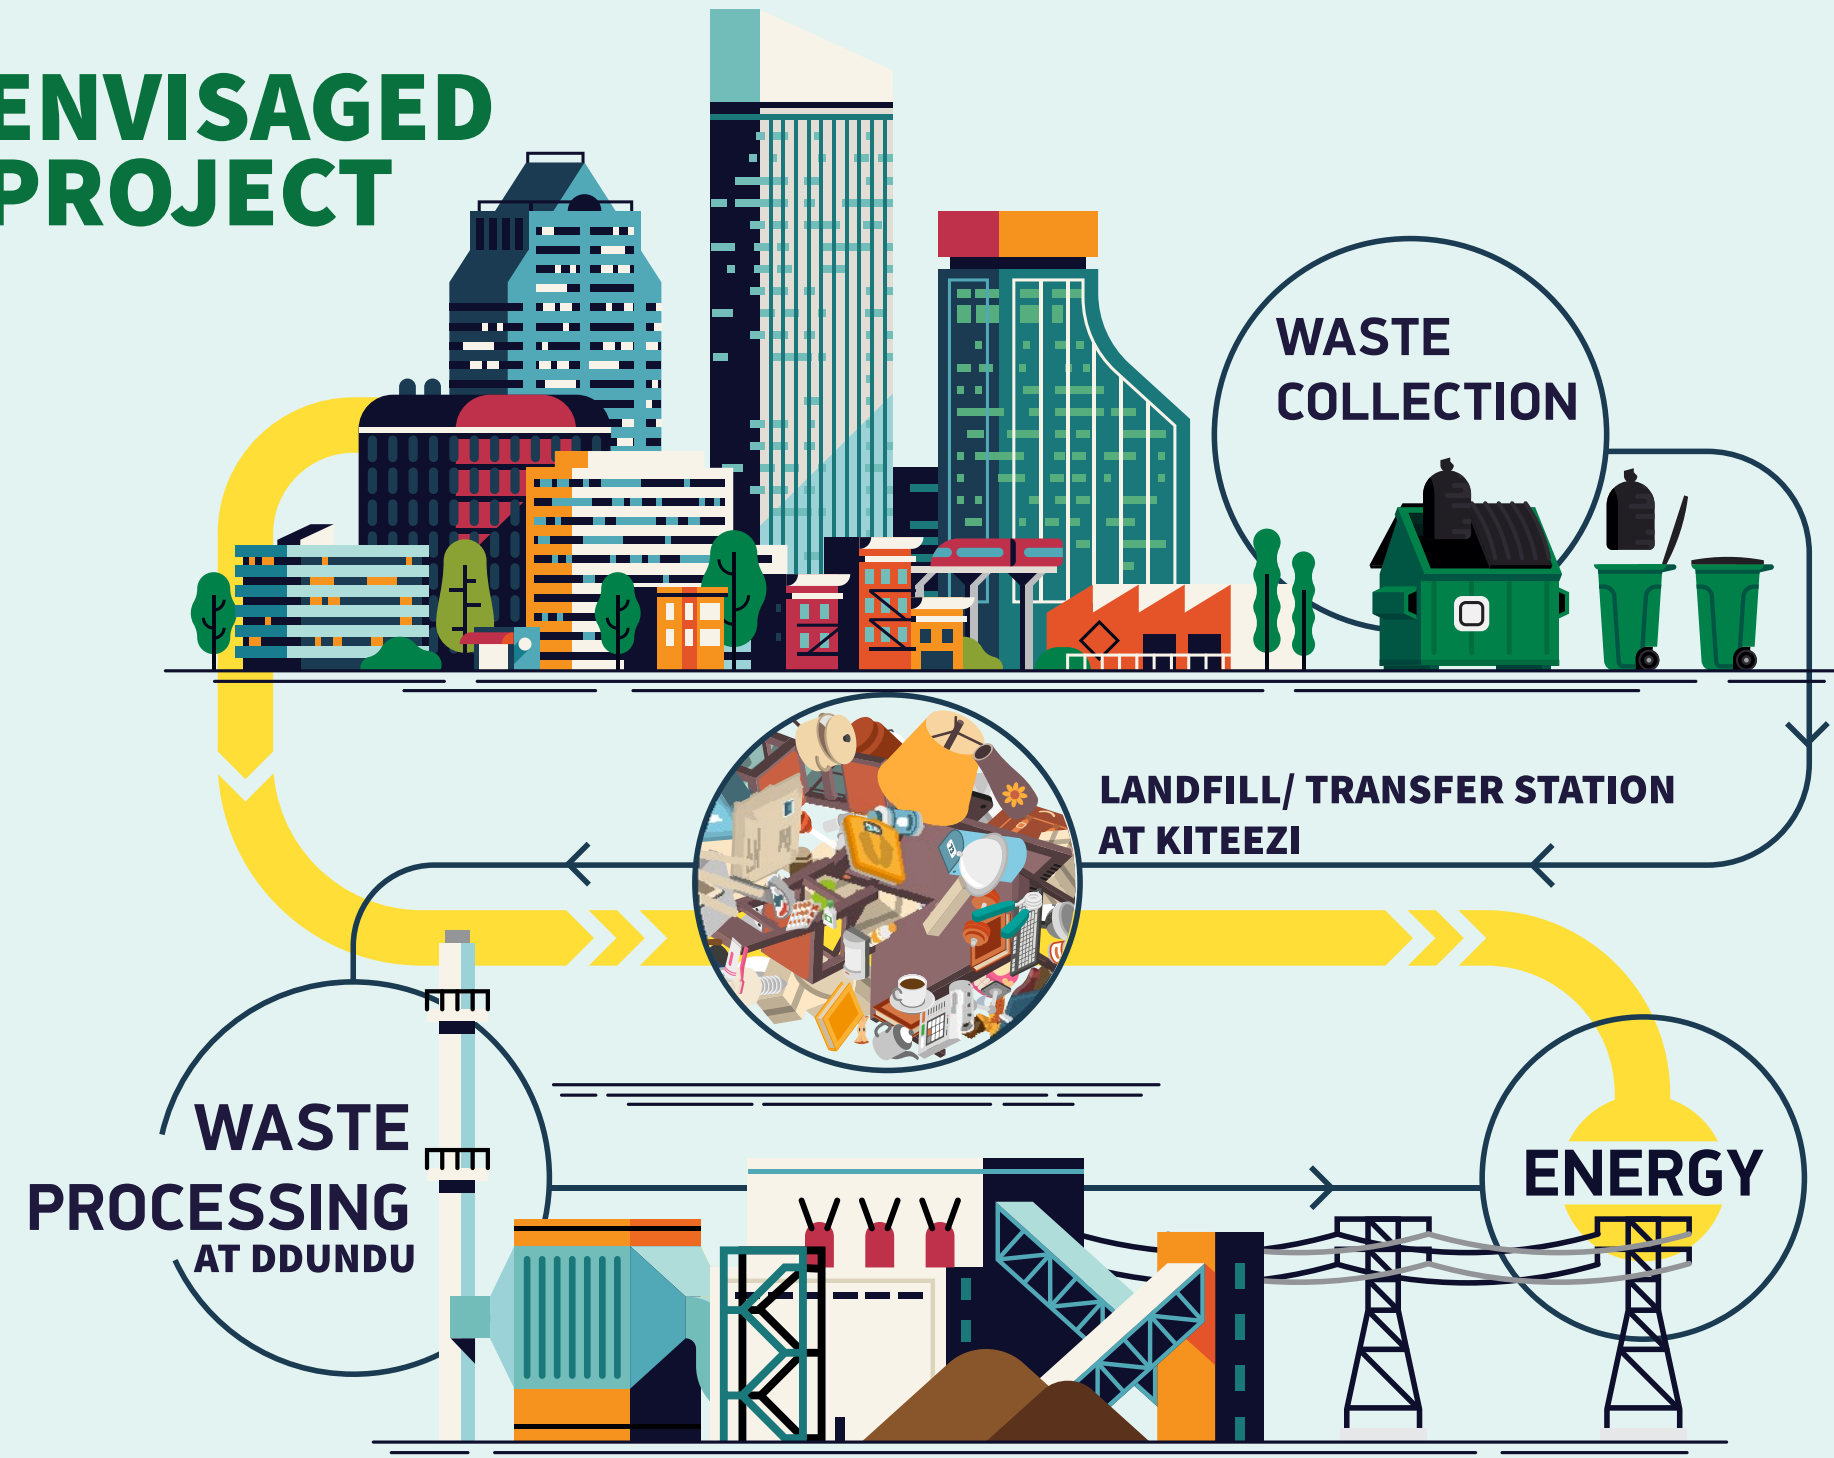 ENVISAGED
PROJECT
WASTE
COLLECTION
LANDFILL/ TRANSFER STATION
AT KITEEZI
WASTE
PROCESSING
AT DDUNDU
ENERGY